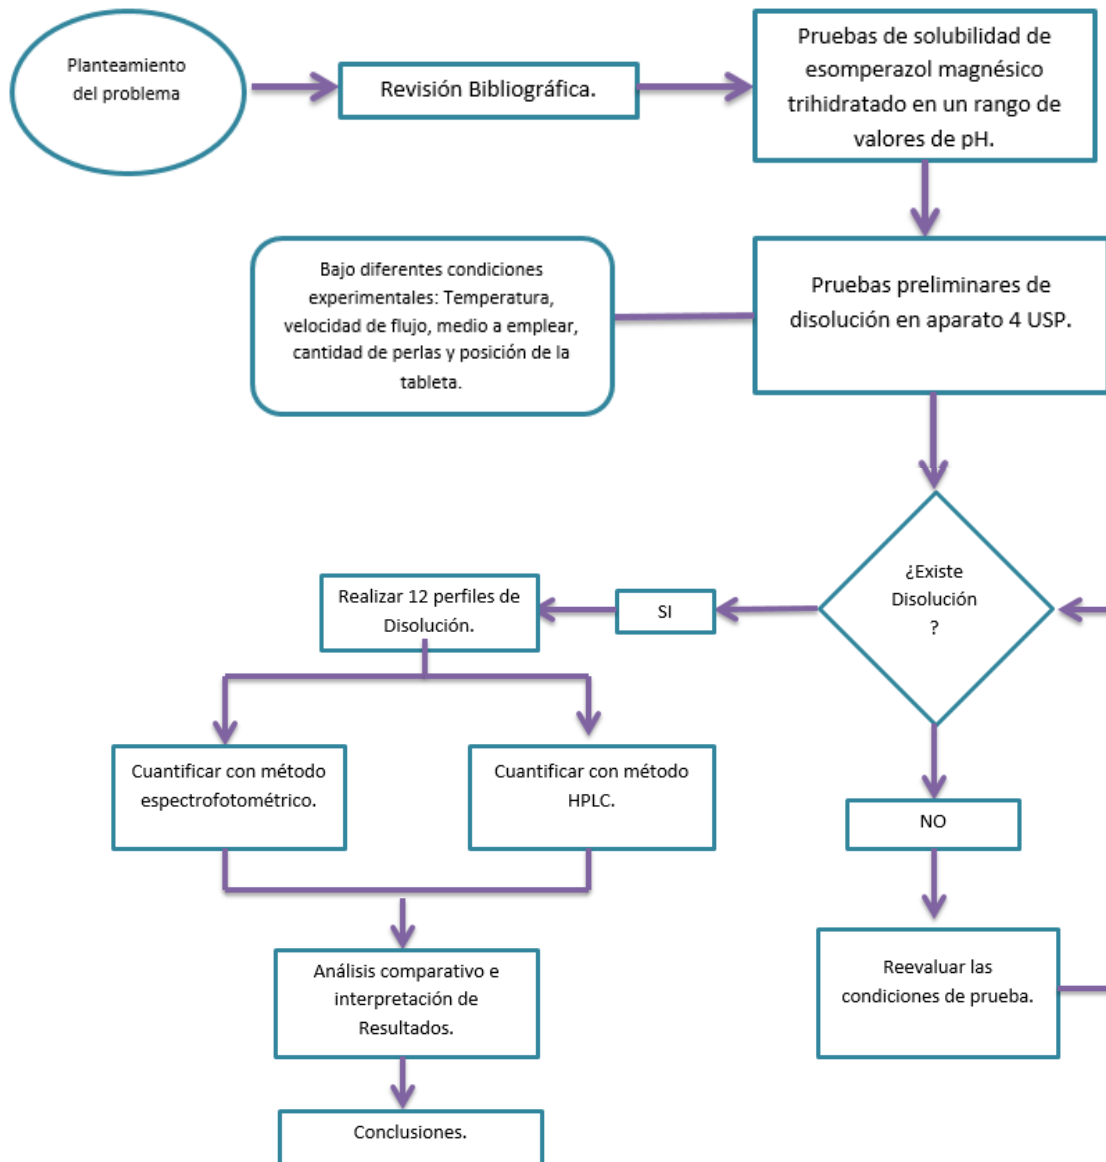 Planteamiento
del problema
Revisión Bibliográfica.
Pruebas de solubilidad de
esomperazol magnésico
trihidratado en un rango de
valores de pH.
Bajo diferentes condiciones
experimentales: Temperatura,
velocidad de flujo, medio a emplear,
cantidad de perlas y posición de la
tableta.
Pruebas preliminares de
disolución en aparato 4 USP.
¿Existe
Disolución
?
SI
Realizar 12 perfiles de
Disolución.
Cuantificar con método
espectrofotométrico.
Cuantificar con método
HPLC.
NO
Análisis comparativo e
interpretación de
Resultados.
Reevaluar las
condiciones de prueba.
Conclusiones.